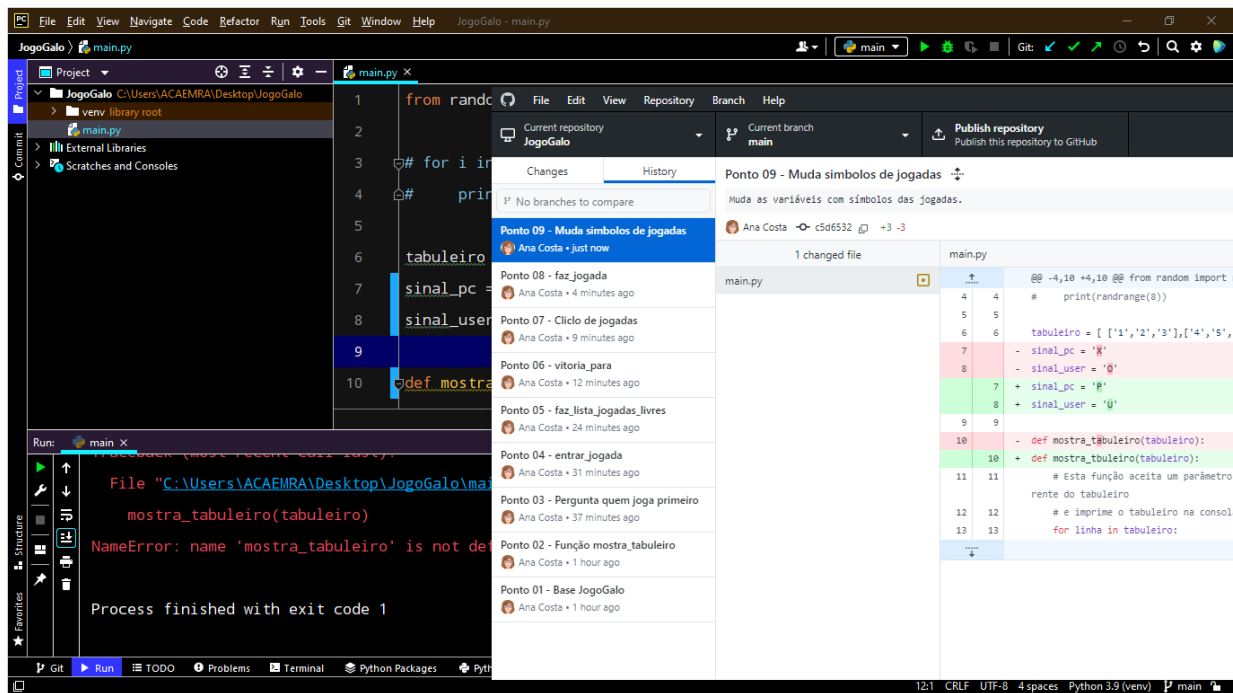 PC File Edit View Navigate Code Refactor Run Tools Git Window Help JogoGalo - main.py
JogoGalo main.py
main
Git:
Project
main.py
Project
JogoGalo C:\Users\ACAEMRA\Desktop\JogoGalo
venv library root
main.py
External Libraries
Scratches and Consoles
Commit
1 from rando
2
3 # for i in
4 # prin
5
6 tabuleiro
7 sinal_pc =
8 sinal_user
9
10 def mostra
File Edit View Repository Branch Help
Current repository
JogoGalo
Current branch
main
Publish repository
Publish this repository to GitHub
Changes History
No branches to compare
Ponto 09 - Muda simbolos de jogadas
Ana Costa • just now
Ponto 08 - faz_jogada
Ana Costa • 4 minutes ago
Ponto 07 - Cliclo de jogadas
Ana Costa • 9 minutes ago
Ponto 06 - vitoria_para
Ana Costa • 12 minutes ago
Ponto 05 - faz_lista_jogadas_livres
Ana Costa • 24 minutes ago
Ponto 04 - entrar_jogada
Ana Costa • 31 minutes ago
Ponto 03 - Pergunta quem joga primeiro
Ana Costa • 37 minutes ago
Ponto 02 - Função mostra_tabuleiro
Ana Costa • 1 hour ago
Ponto 01 - Base JogoGalo
Ana Costa • 1 hour ago
Ponto 09 - Muda simbolos de jogadas
Muda as variáveis com símbolos das jogadas.
Ana Costa c5d6532 +3 -3
1 changed file
main.py
main.py
@@ -4,10 +4,10 @@ from random import
4 4 # print(randrange(8))
5 5
6 6 tabuleiro = [ ['1','2','3'],['4','5',
7 - sinal_pc = 'X'
8 - sinal_user = 'O'
7 + sinal_pc = 'P'
8 + sinal_user = 'U'
9 9
10 - def mostra_tabuleiro(tabuleiro):
10 + def mostra_tbuleiro(tabuleiro):
11 11 # Esta função aceita um parâmetro
rente do tabuleiro
12 12 # e imprime o tabuleiro na consol
13 13 for linha in tabuleiro:
Run: main
Traceback (most recent call last):
File "C:\Users\ACAEMRA\Desktop\JogoGalo\mai
mostra_tabuleiro(tabuleiro)
NameError: name 'mostra_tabuleiro' is not def
Process finished with exit code 1
Structure
Favorites
Git Run TODO Problems Terminal Python Packages Pyth
12:1 CRLF UTF-8 4 spaces Python 3.9 (venv) main